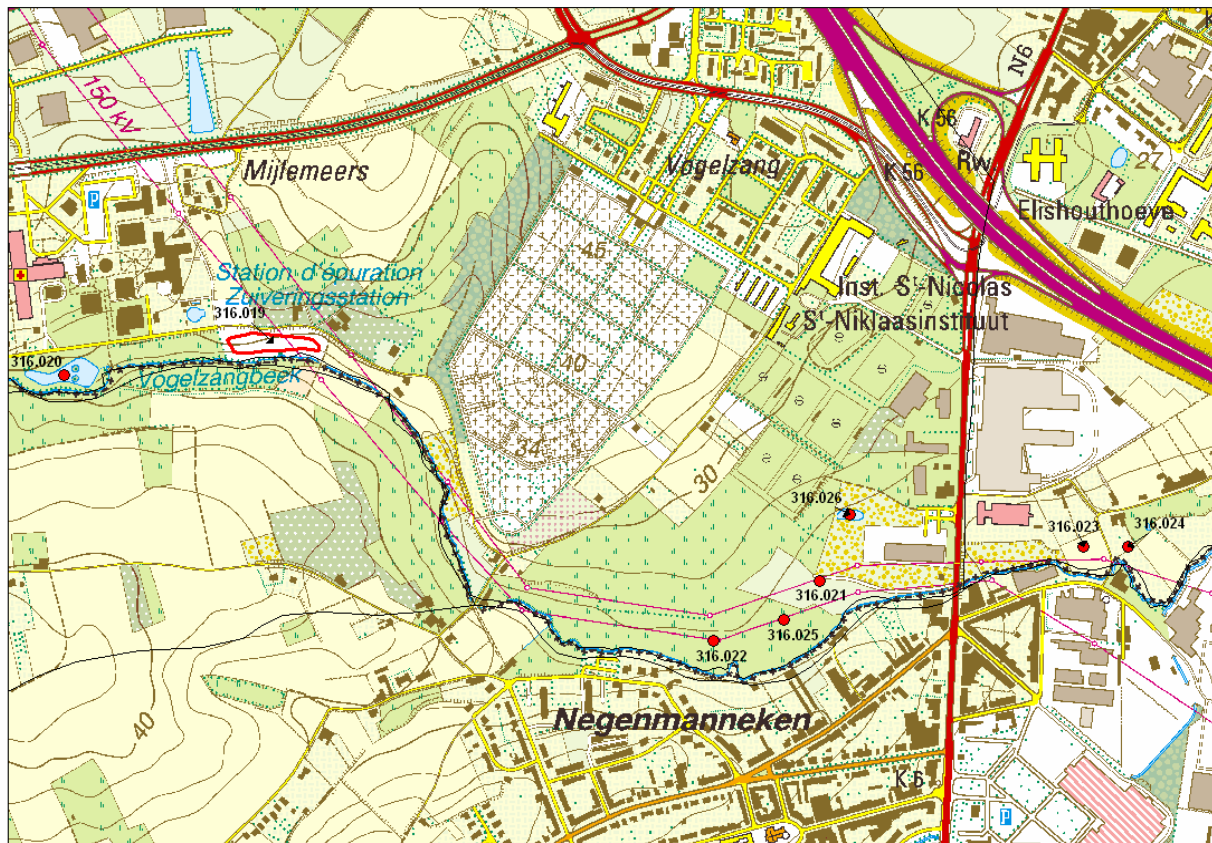 K
150 kV
N6
K 56
Mijlemeers
Vogelzang
K 56
RW
27
P
Elishouthoeve
45
Station d'épuration
Zuiveringsstation
Inst. St-Nicolas
316.019
St-Niklaasinstituut
316.020
40
Vogelzangbeek
34
30
316.026
316.023
316.024
316.021
316.025
316.022
40
Negenmanneken
K 6
P